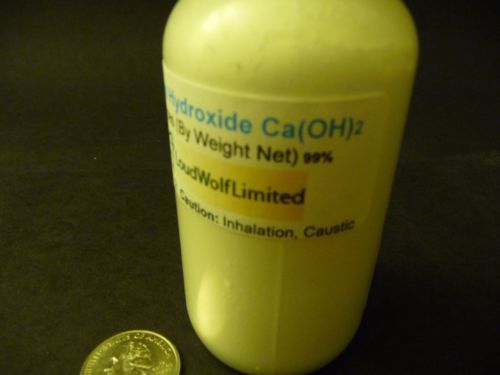 Hydroxide Ca(OH)2
(By Weight Net) 99%
LoudWolfLimited
Caution: Inhalation, Caustic